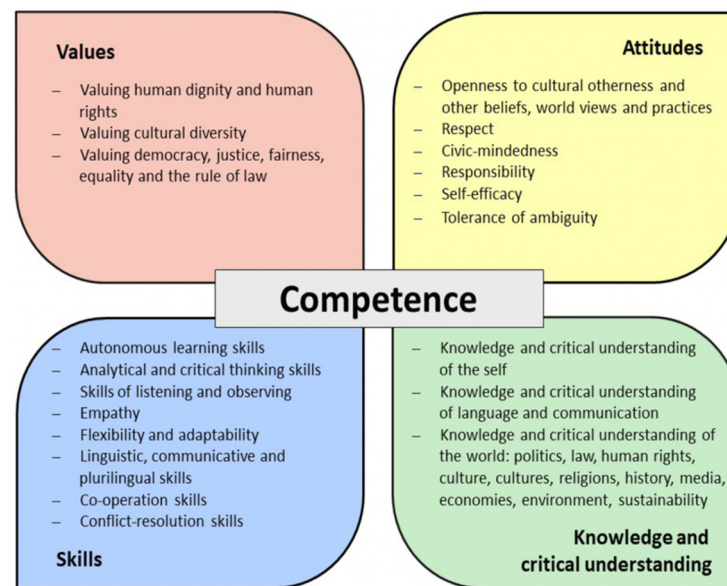 Values
– Valuing human dignity and human
rights
– Valuing cultural diversity
– Valuing democracy, justice, fairness,
equality and the rule of law
Attitudes
– Openness to cultural otherness and
other beliefs, world views and practices
– Respect
– Civic-mindedness
– Responsibility
– Self-efficacy
– Tolerance of ambiguity
Competence
– Autonomous learning skills
– Analytical and critical thinking skills
– Skills of listening and observing
– Empathy
– Flexibility and adaptability
– Linguistic, communicative and
plurilingual skills
– Co-operation skills
– Conflict-resolution skills
Skills
– Knowledge and critical understanding
of the self
– Knowledge and critical understanding
of language and communication
– Knowledge and critical understanding of
the world: politics, law, human rights,
culture, cultures, religions, history, media,
economies, environment, sustainability
Knowledge and
critical understanding